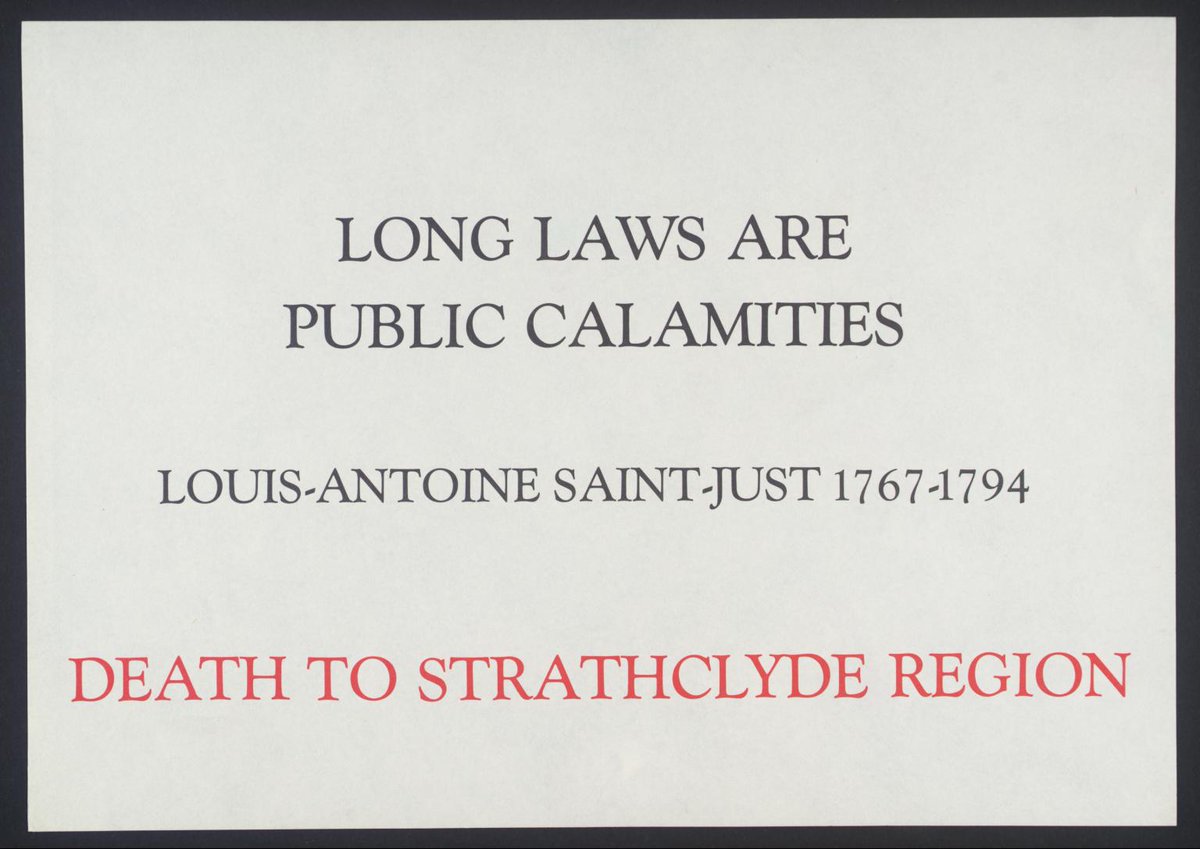 LONG LAWS ARE
PUBLIC CALAMITIES
LOUIS-ANTOINE SAINT-JUST 1767-1794
DEATH TO STRATHCLYDE REGION